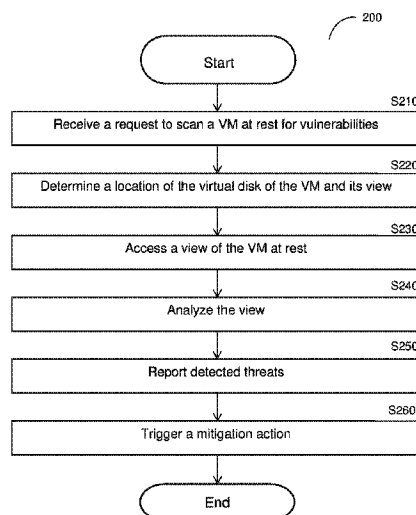 200
Start
S210
Receive a request to scan a VM at rest for vulnerabilities
S220
Determine a location of the virtual disk of the VM and its view
S230
Access a view of the VM at rest
S240
Analyze the view
S250
Report detected threats
S260
Trigger a mitigation action
End